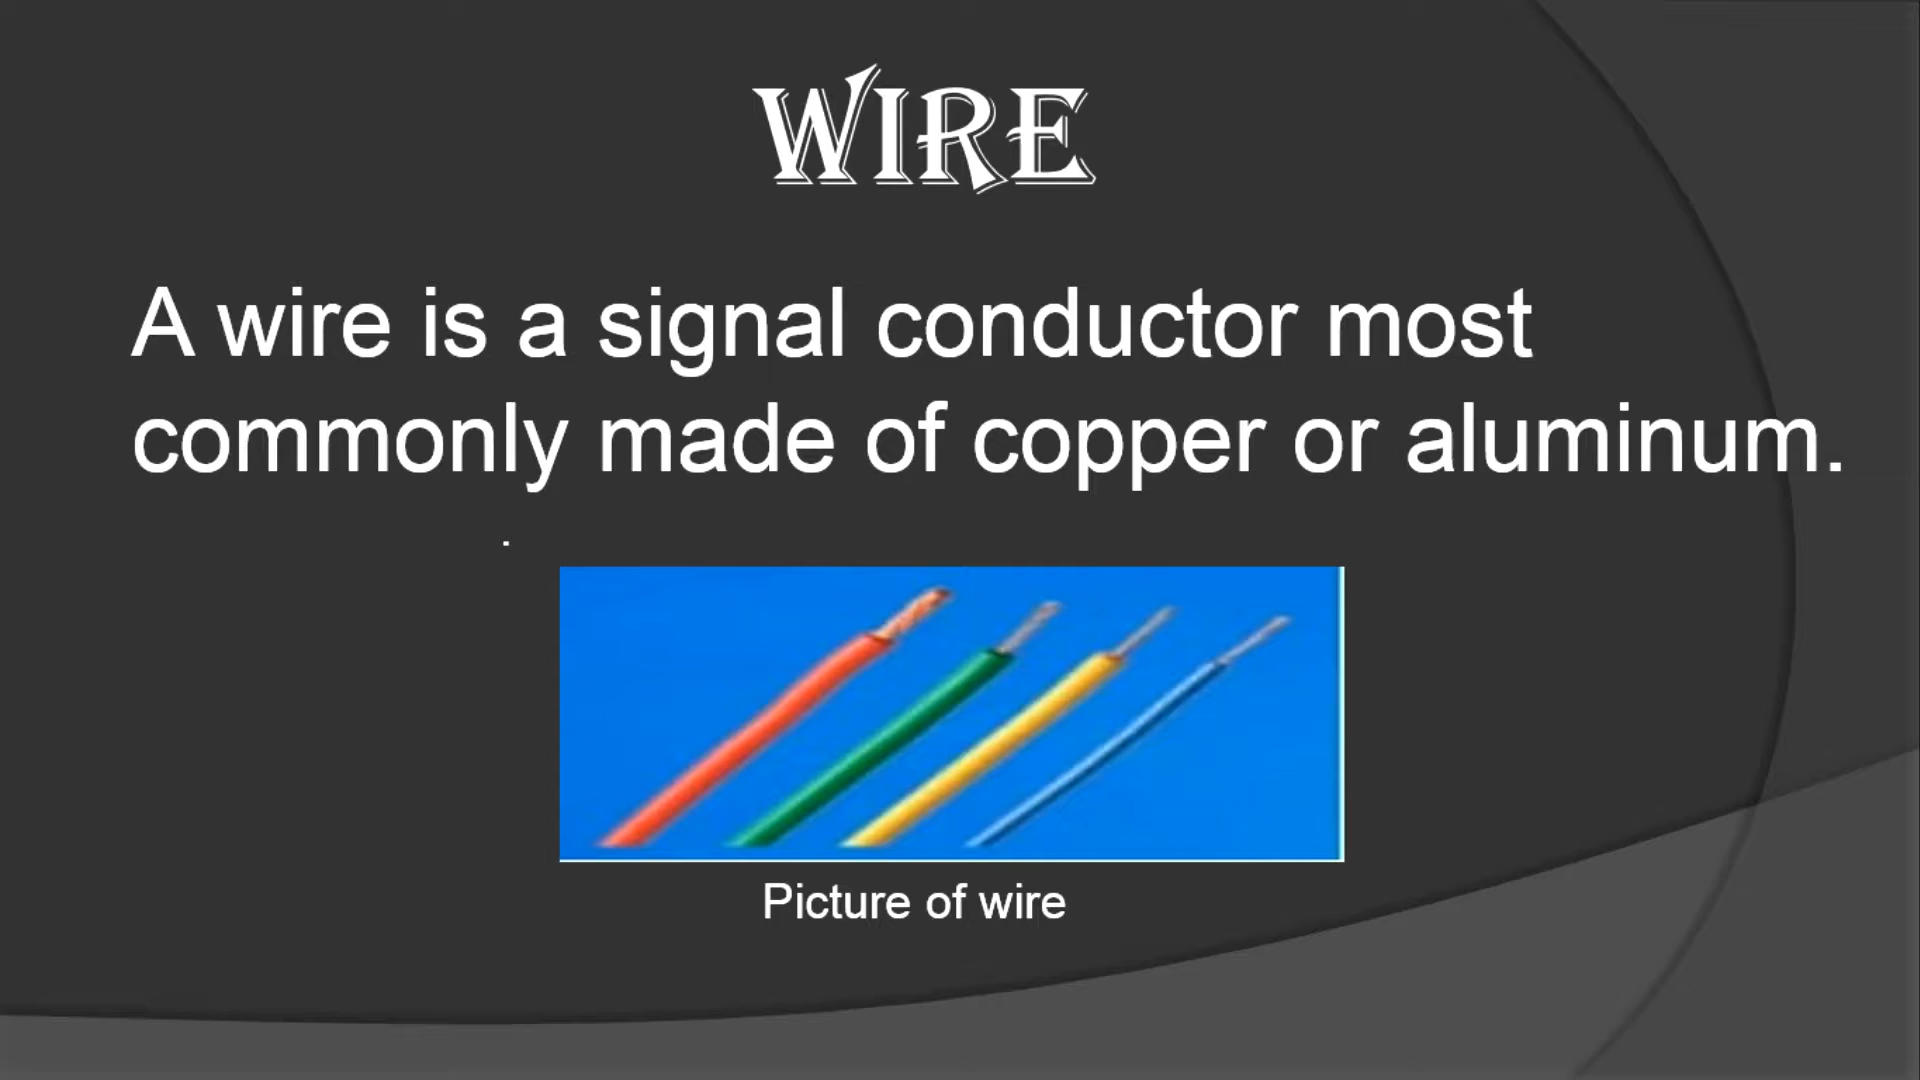 WIRE
A wire is a signal conductor most
commonly made of copper or aluminum.
.
Picture of wire